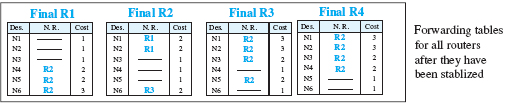 Final R1 Final R2 Final R3 Final R4
Des. N. R. Cost Des. N. R. Cost Des. N. R. Cost Des. N. R. Cost
N1 1 N1 R1 2 N1 R2 3 N1 R2 3
N2 1 N2 R1 2 N2 R2 3 N2 R2 3
N3 1 N3 1 N3 R2 2 N3 R2 2
N4 R2 2 N4 1 N4 1 N4 R2 2
N5 R2 2 N5 1 N5 R2 2 N5 1
N6 R2 3 N6 R3 2 N6 1 N6 1
Forwarding tables
for all routers
after they have
been stablized